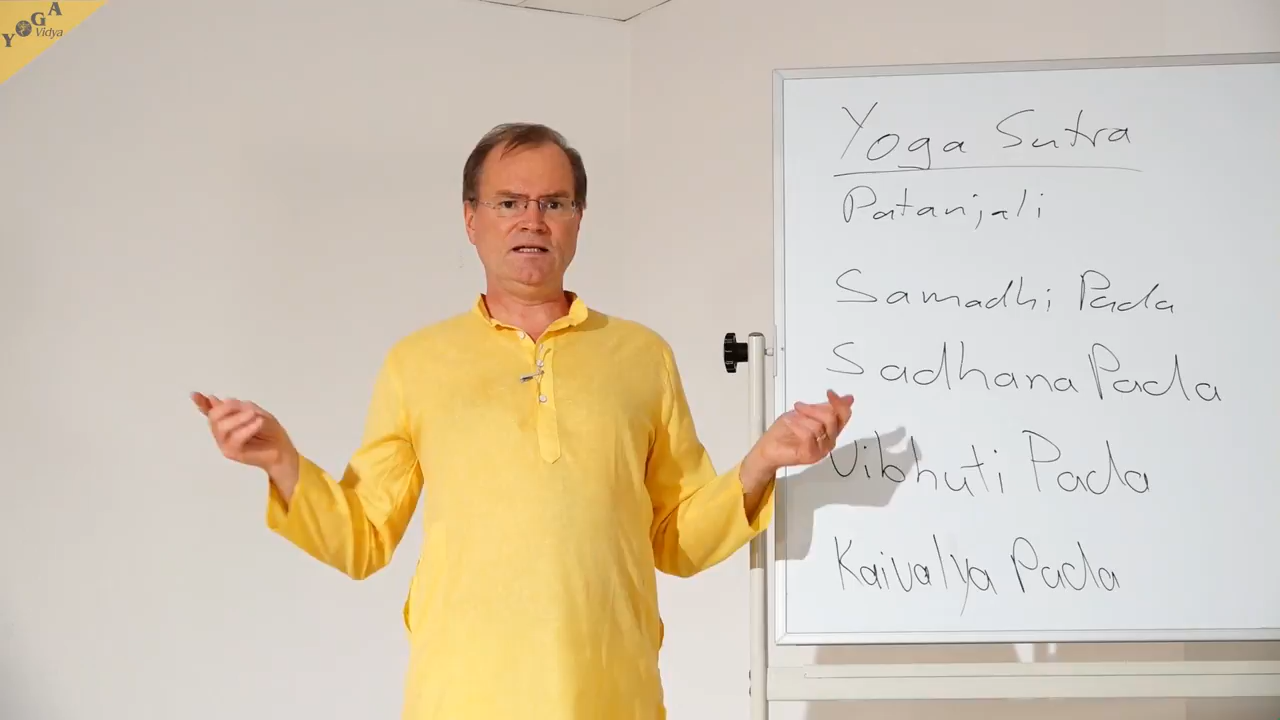 YOGA
Vidya
Yoga Sutra
Patanjali
Samadhi Pada
Sadhana Pada
Vibhuti Pada
Kaivalya Pada